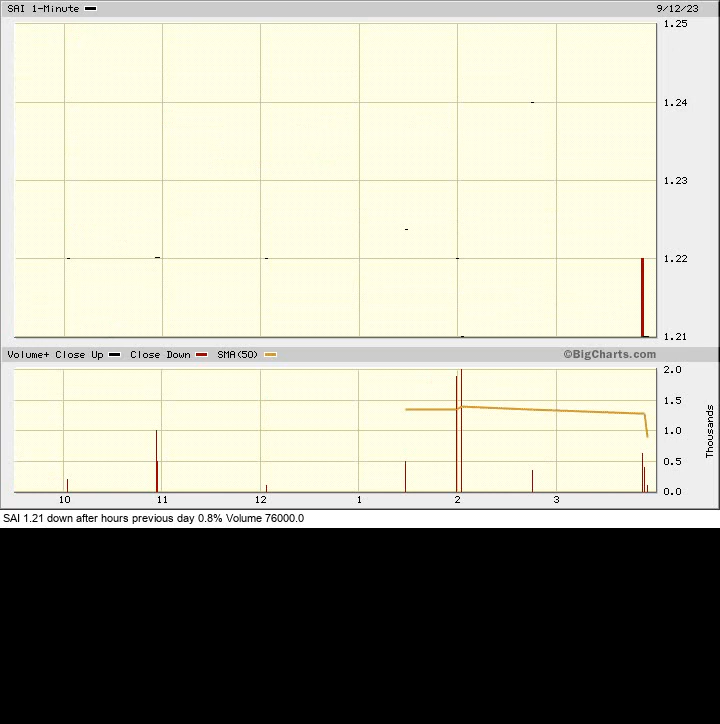 SAI 1-Minute 9/12/23
1.25
1.24
1.23
1.22
1.21
Volume+ Close Up Close Down SMA(50) ©BigCharts.com
2.0
1.5
1.0
0.5
0.0
Thousands
10 11 12 1 2 3
SAI 1.21 down after hours previous day 0.8% Volume 76000.0